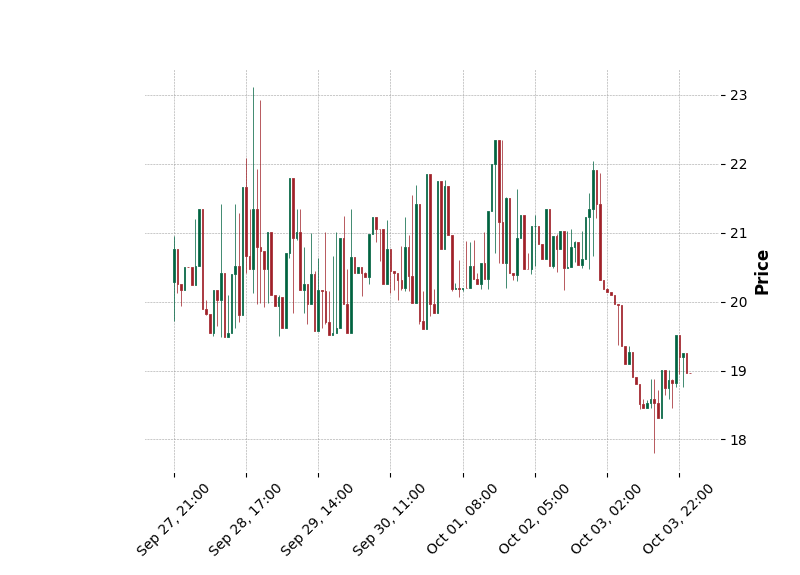 23
22
21
20
19
18
Price
Sep 27, 21:00
Sep 28, 17:00
Sep 29, 14:00
Sep 30, 11:00
Oct 01, 08:00
Oct 02, 05:00
Oct 03, 02:00
Oct 03, 22:00